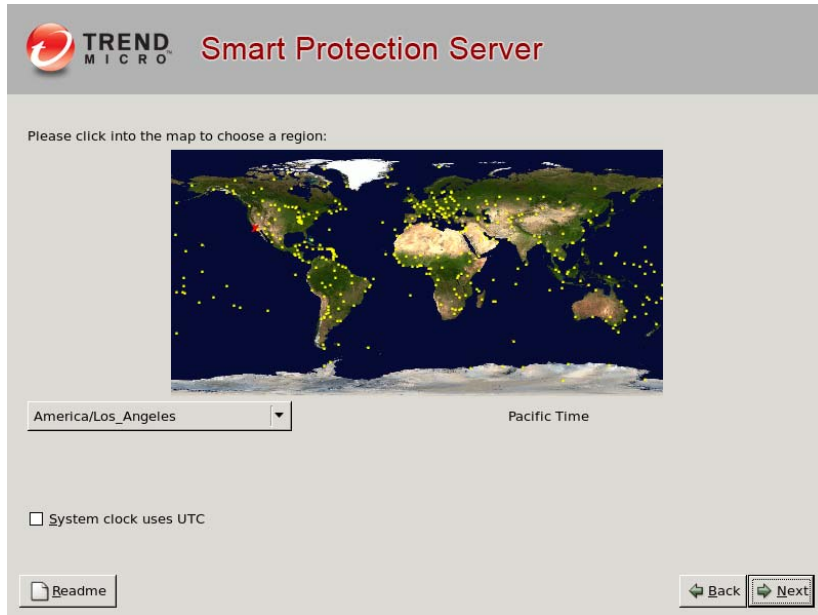 TREND MICRO™ Smart Protection Server
Please click into the map to choose a region:
America/Los_Angeles
Pacific Time
System clock uses UTC
Readme
Back
Next